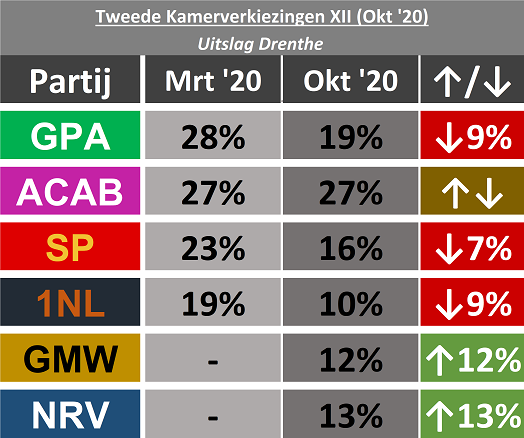 Tweede Kamerverkiezingen XII (Okt '20)
Uitslag Drenthe
Partij Mrt '20 Okt '20 ↑/↓
GPA 28% 19% ↓9%
ACAB 27% 27% ↑↓
SP 23% 16% ↓7%
1NL 19% 10% ↓9%
GMW - 12% ↑12%
NRV - 13% ↑13%